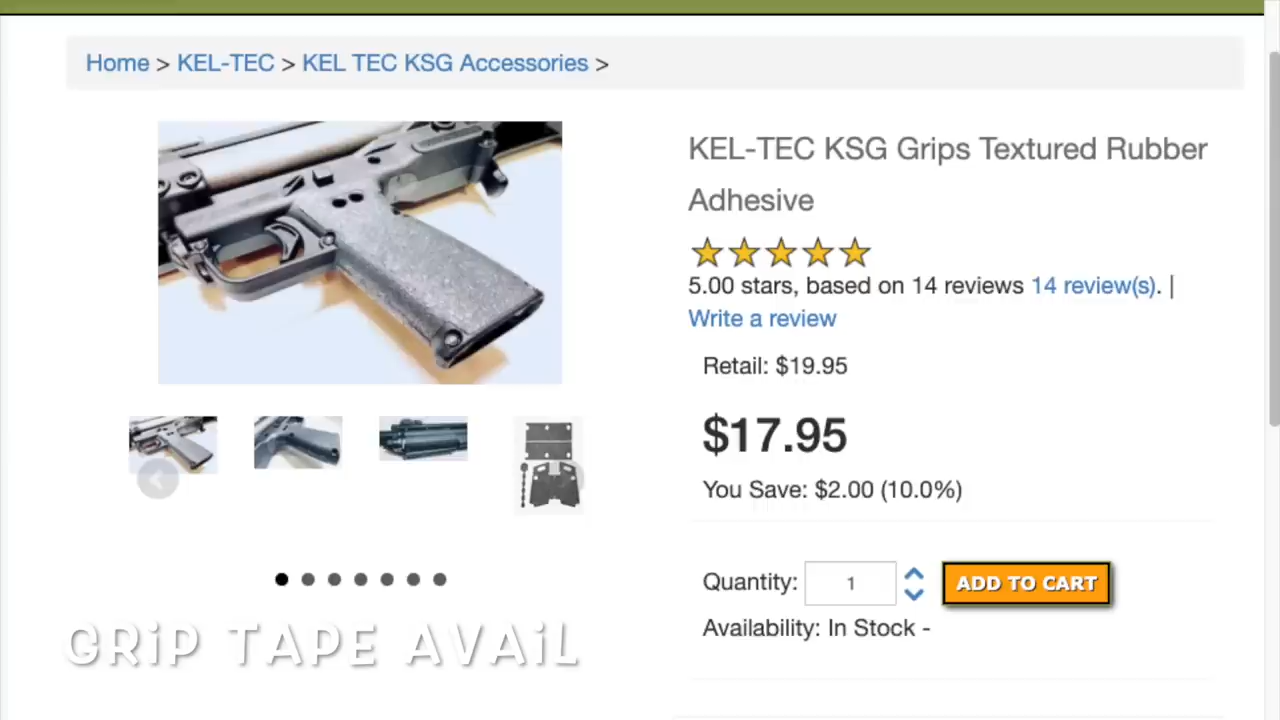 Home > KEL-TEC > KEL TEC KSG Accessories >
KEL-TEC KSG Grips Textured Rubber
Adhesive
5.00 stars, based on 14 reviews 14 review(s). |
Write a review
Retail: $19.95
$17.95
You Save: $2.00 (10.0%)
Quantity: 1 ADD TO CART
Availability: In Stock -
GRiP TAPE AVAiL